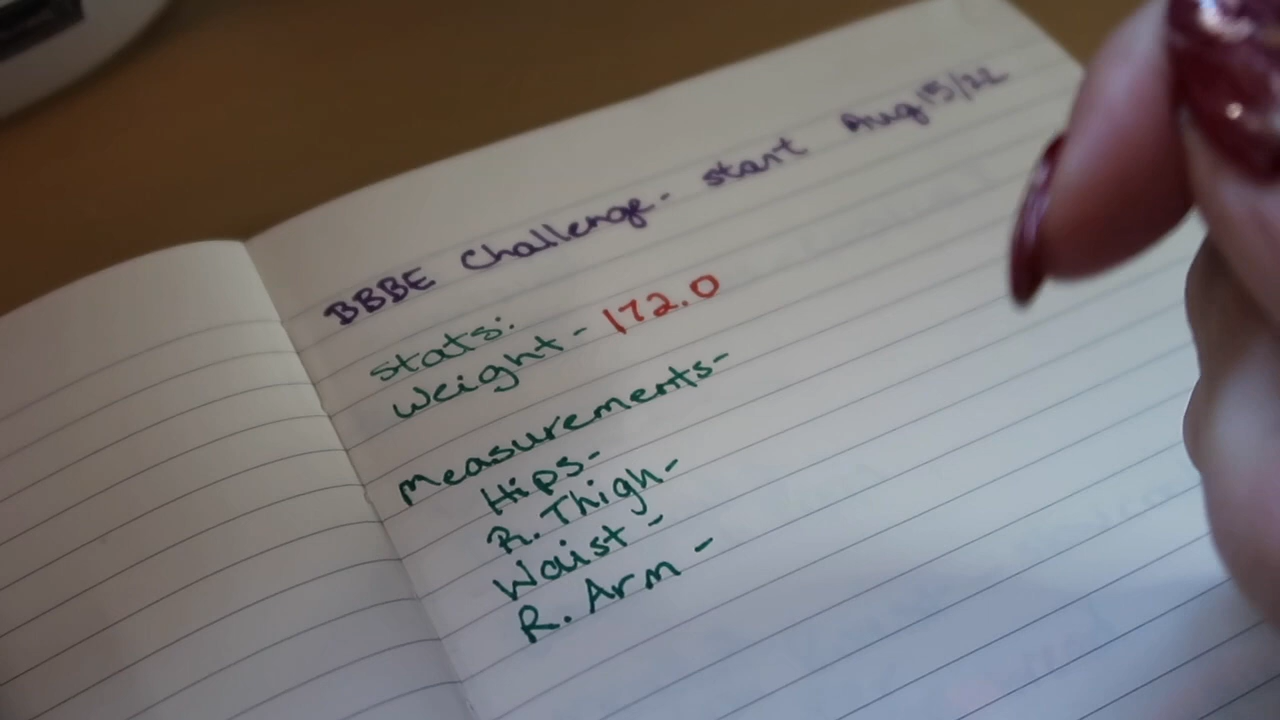 BBBE Challenge - start Aug 15/22
Stats:
Weight - 172.0
Measurements -
Hips -
R. Thigh -
Waist -
R. Arm -